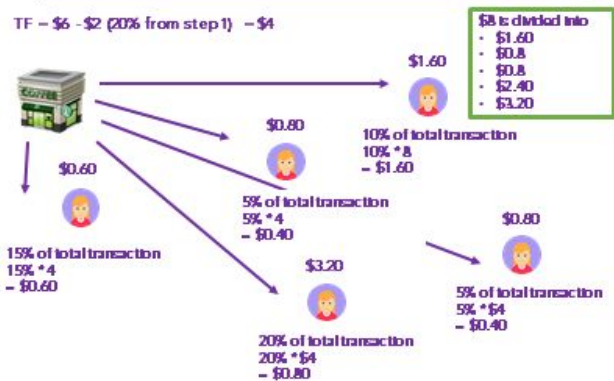 TF = $6 - $2 (20% from step 1) = $4
$8 is divided into
• $1.60
• $0.8
• $0.8
• $2.40
• $3.20
COFFEE
$1.60
10% of total transaction
10% * 8
= $1.60
$0.80
5% of total transaction
5% * 4
= $0.40
$0.60
15% of total transaction
15% * 4
= $0.60
$0.80
5% of total transaction
5% * $4
= $0.40
$3.20
20% of total transaction
20% * $4
= $0.80